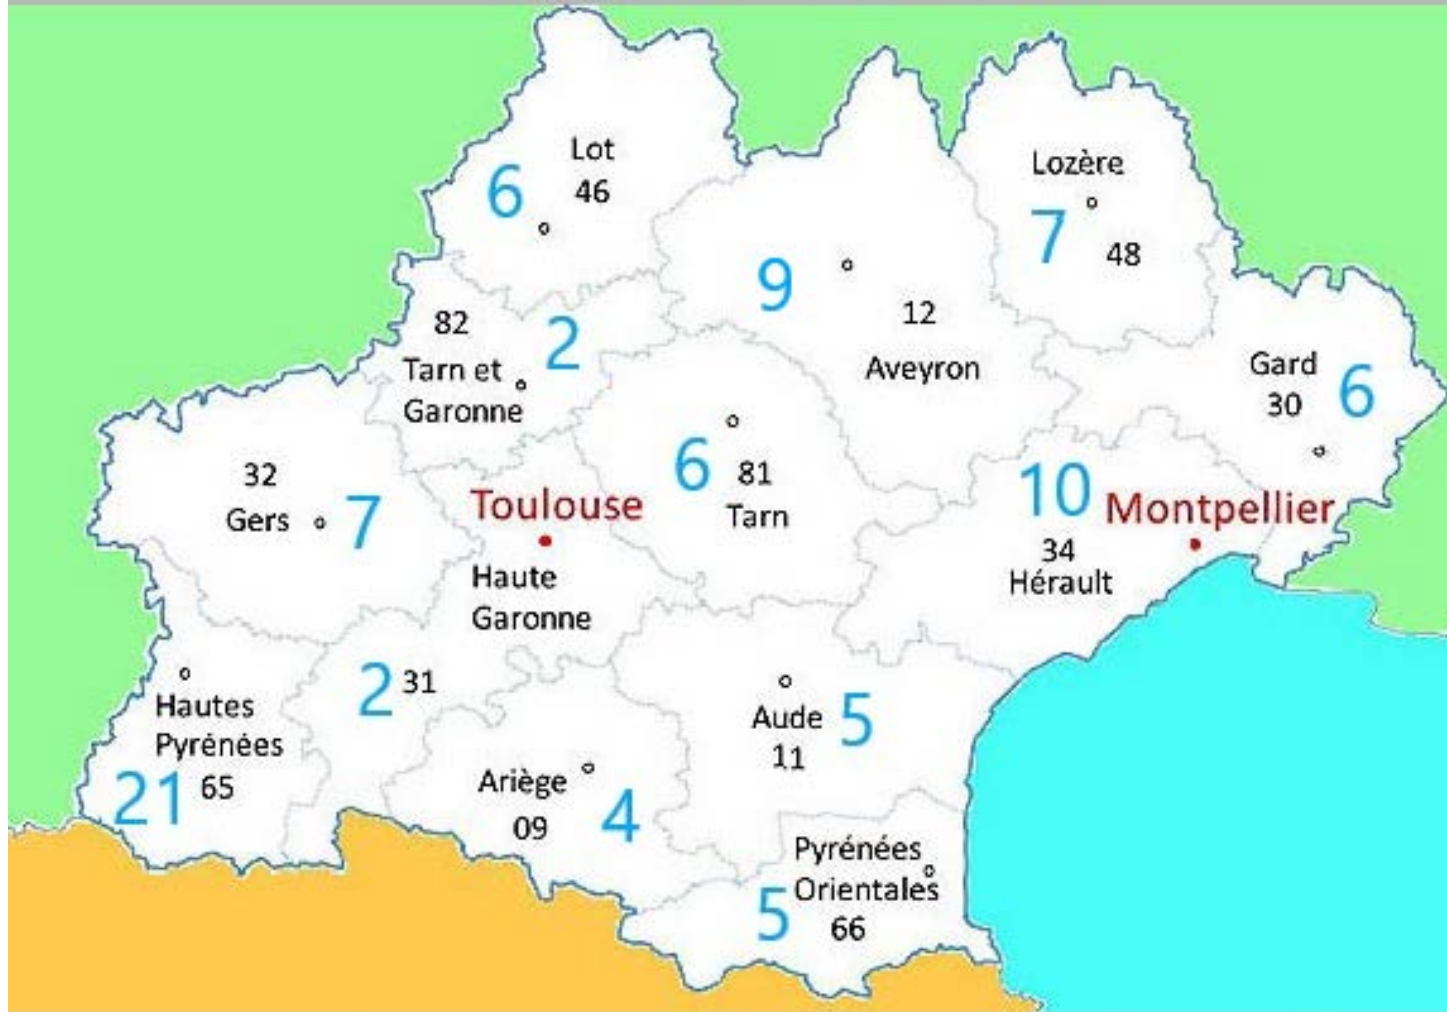 Lot
46
6
Lozère
7
48
9
12
Aveyron
82
2
Tarn et
Garonne
Gard
30
6
32
Gers
7
Toulouse
Haute
Garonne
6
81
Tarn
10
Montpellier
34
Hérault
2
31
Hautes
Pyrénées
21
65
Ariège
09
4
Aude
11
5
Pyrénées
Orientales
5
66